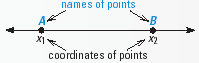 names of points
A B
x₁ x₂
coordinates of points